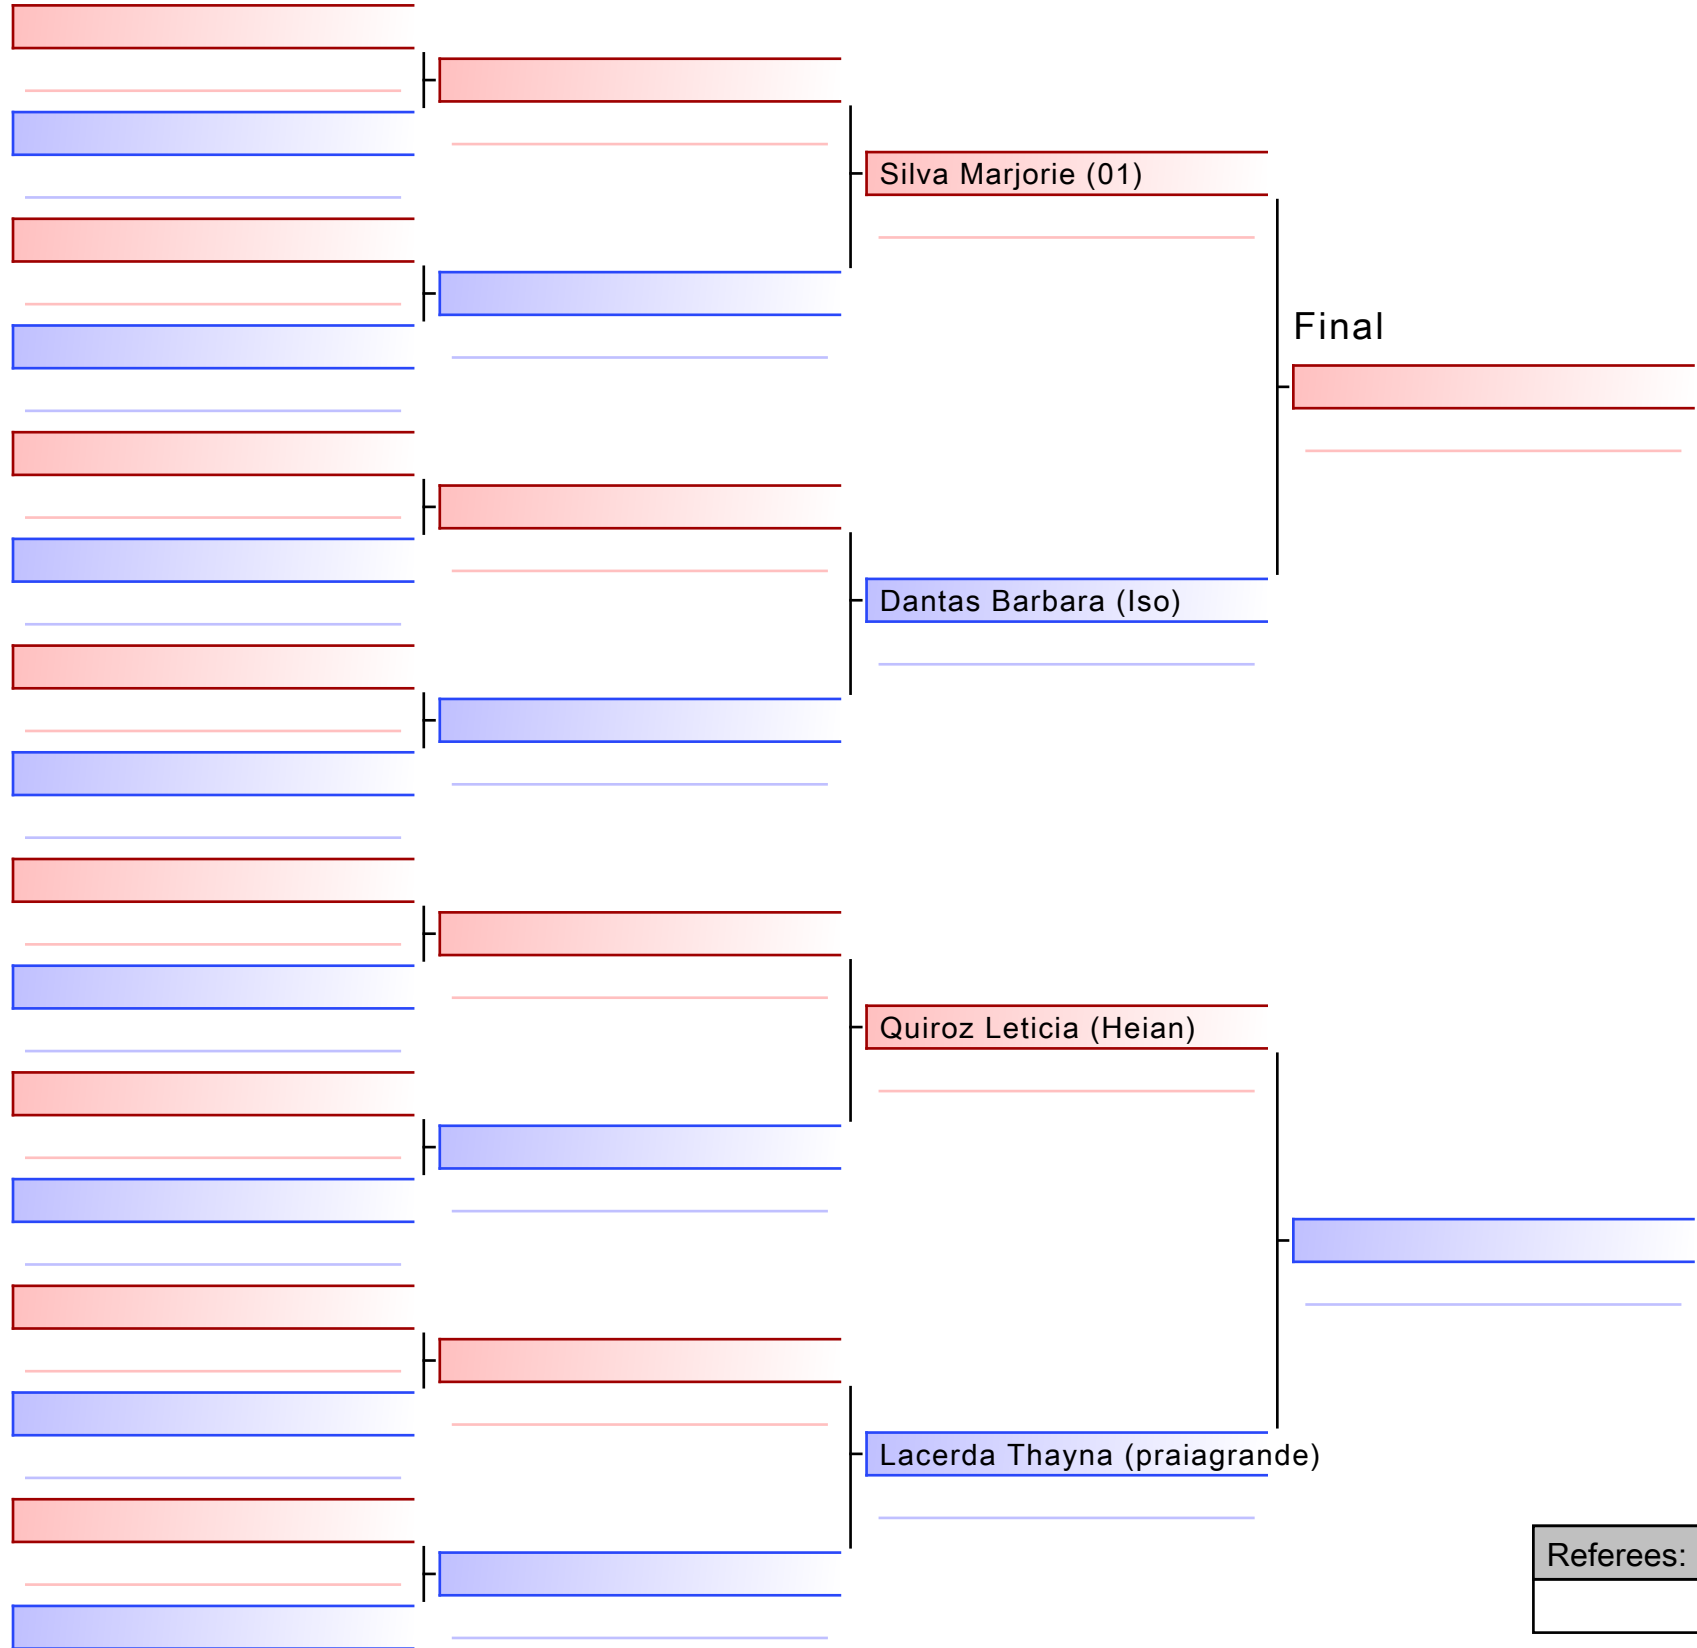 Silva Marjorie (01)
Final
Dantas Barbara (Iso)
Quiroz Leticia (Heian)
Lacerda Thayna (praiagrande)
Referees: